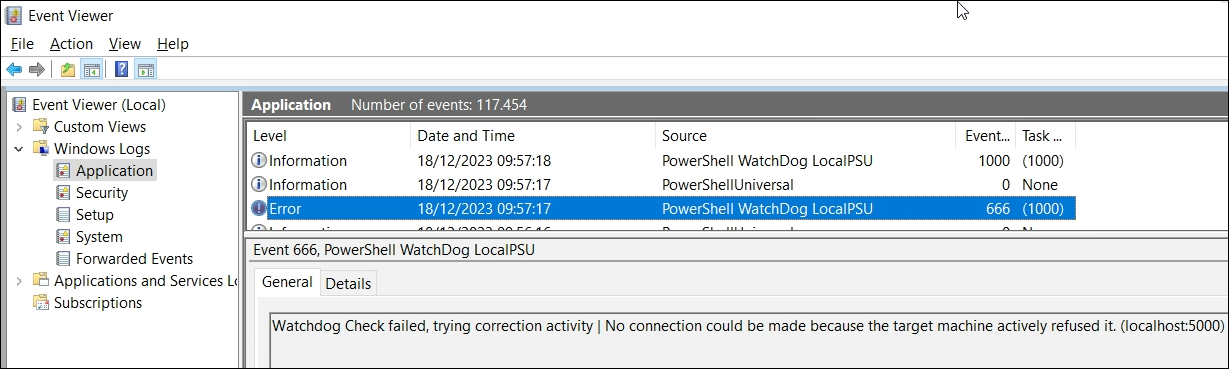 Event Viewer
File Action View Help
Event Viewer (Local)
Custom Views
Windows Logs
Application
Security
Setup
System
Forwarded Events
Applications and Services Lo
Subscriptions
Application Number of events: 117.454
Level Date and Time Source Event... Task ...
Information 18/12/2023 09:57:18 PowerShell WatchDog LocalPSU 1000 (1000)
Information 18/12/2023 09:57:17 PowerShellUniversal 0 None
Error 18/12/2023 09:57:17 PowerShell WatchDog LocalPSU 666 (1000)
Event 666, PowerShell WatchDog LocalPSU
General Details
Watchdog Check failed, trying correction activity | No connection could be made because the target machine actively refused it. (localhost:5000)